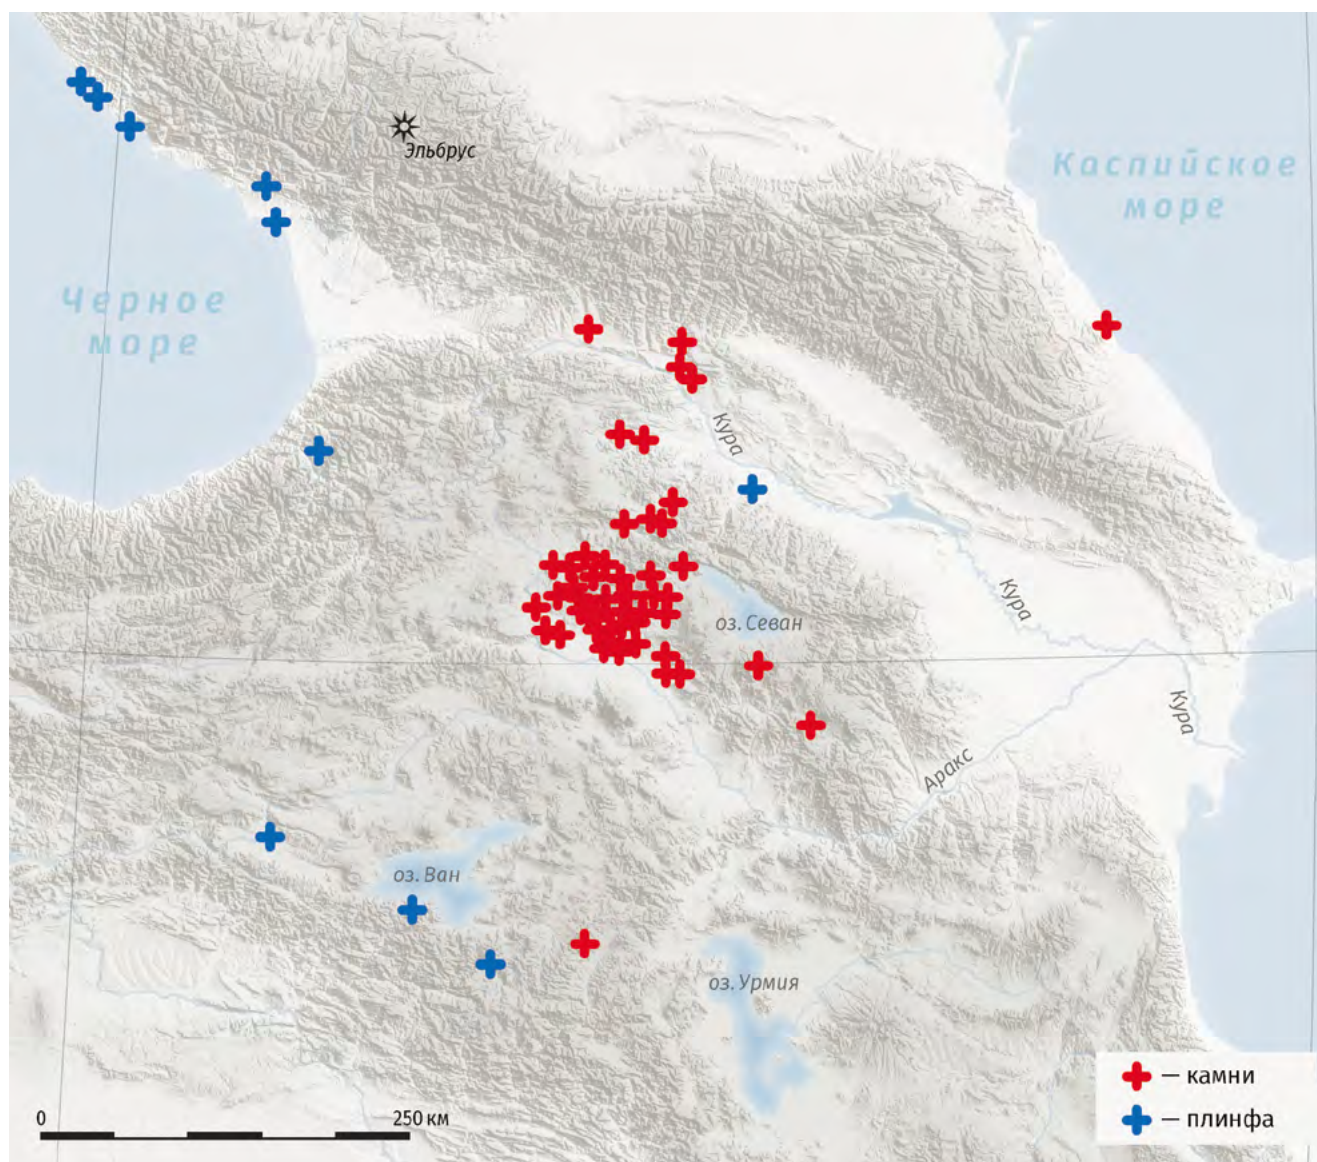 Эльбрус
Каспийское
море
Черное
море
Кура
Кура
оз. Севан
Кура
Аракс
оз. Ван
оз. Урмия
— камни
0
250 км
— плинфа